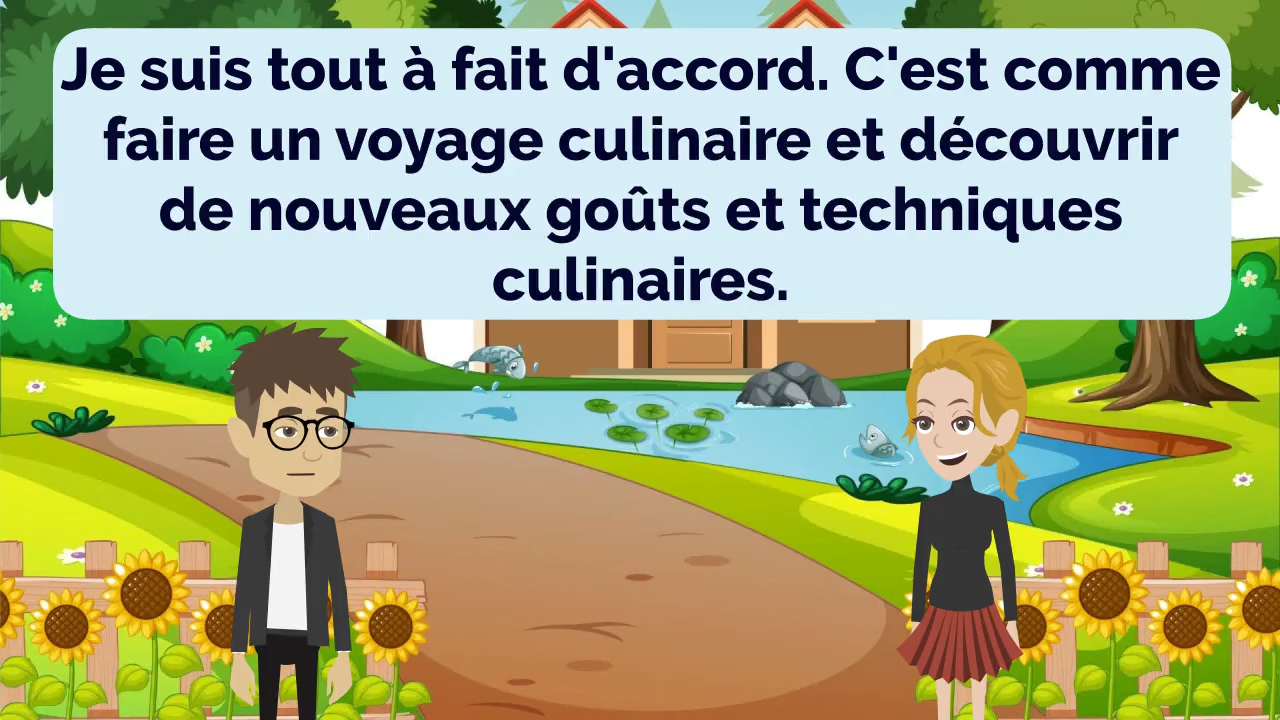 Je suis tout à fait d'accord. C'est comme
faire un voyage culinaire et découvrir
de nouveaux goûts et techniques
culinaires.